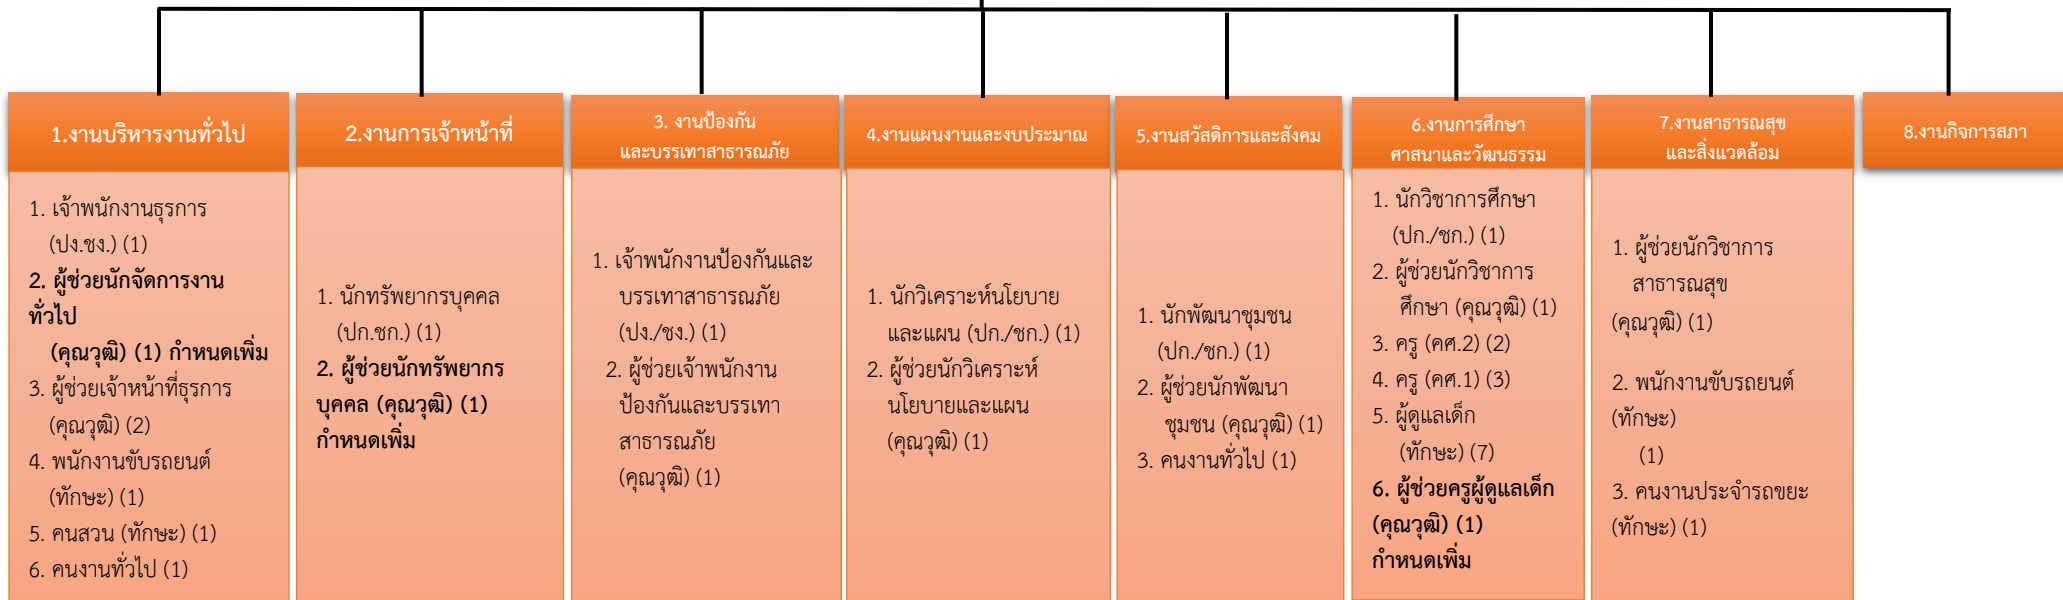 1.งานบริหารงานทั่วไป
1. เจ้าพนักงานธุรการ
(ปง.ชง.) (1)
2. ผู้ช่วยนักจัดการงาน
ทั่วไป
(คุณวุฒิ) (1) กำหนดเพิ่ม
3. ผู้ช่วยเจ้าหน้าที่ธุรการ
(คุณวุฒิ) (2)
4. พนักงานขับรถยนต์
(ทักษะ) (1)
5. คนสวน (ทักษะ) (1)
6. คนงานทั่วไป (1)
2.งานการเจ้าหน้าที่
1. นักทรัพยากรบุคคล
(ปก.ชก.) (1)
2. ผู้ช่วยนักทรัพยากร
บุคคล (คุณวุฒิ) (1)
กำหนดเพิ่ม
3. งานป้องกัน
และบรรเทาสาธารณภัย
1. เจ้าพนักงานป้องกันและ
บรรเทาสาธารณภัย
(ปง./ชง.) (1)
2. ผู้ช่วยเจ้าพนักงาน
ป้องกันและบรรเทา
สาธารณภัย
(คุณวุฒิ) (1)
4.งานแผนงานและงบประมาณ
1. นักวิเคราะห์นโยบาย
และแผน (ปก./ชก.) (1)
2. ผู้ช่วยนักวิเคราะห์
นโยบายและแผน
(คุณวุฒิ) (1)
5.งานสวัสดิการและสังคม
1. นักพัฒนาชุมชน
(ปก./ชก.) (1)
2. ผู้ช่วยนักพัฒนา
ชุมชน (คุณวุฒิ) (1)
3. คนงานทั่วไป (1)
6.งานการศึกษา
ศาสนาและวัฒนธรรม
1. นักวิชาการศึกษา
(ปก./ชก.) (1)
2. ผู้ช่วยนักวิชาการ
ศึกษา (คุณวุฒิ) (1)
3. ครู (คศ.2) (2)
4. ครู (คศ.1) (3)
5. ผู้ดูแลเด็ก
(ทักษะ) (7)
6. ผู้ช่วยครูผู้ดูแลเด็ก
(คุณวุฒิ) (1)
กำหนดเพิ่ม
7.งานสาธารณสุข
และสิ่งแวดล้อม
1. ผู้ช่วยนักวิชาการ
สาธารณสุข
(คุณวุฒิ) (1)
2. พนักงานขับรถยนต์
(ทักษะ)
(1)
3. คนงานประจำรถขยะ
(ทักษะ) (1)
8.งานกิจการสภา